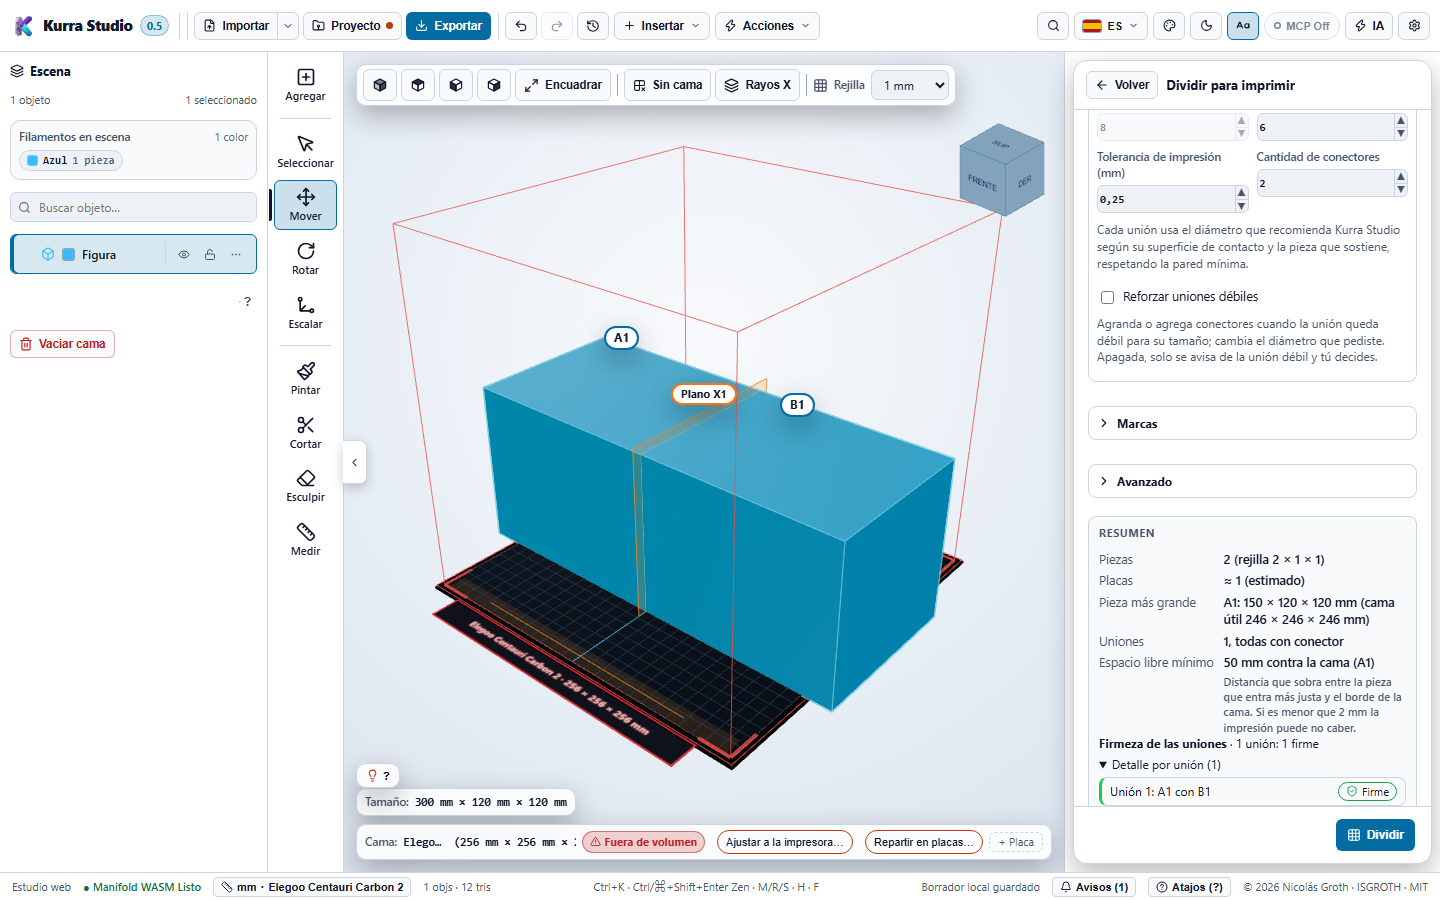 Kurra Studio 0.5
Importar
Proyecto
Exportar
Insertar
Acciones
ES
Aa
MCP Off
IA
Escena
1 objeto 1 seleccionado
Filamentos en escena 1 color
Azul 1 pieza
Buscar objeto...
Figura
?
Vaciar cama
Agregar
Seleccionar
Mover
Rotar
Escalar
Pintar
Cortar
Esculpir
Medir
Encuadrar
Sin cama
Rayos X
Rejilla
1 mm
FRENTE
DER
A1
Plano X1
B1
Elegoo Centauri Carbon 2 · 256 × 256 × 256 mm
?
Tamaño: 300 mm × 120 mm × 120 mm
Cama: Elego… (256 mm × 256 mm ×
Fuera de volumen
Ajustar a la impresora…
Repartir en placas…
+ Placa
Volver
Dividir para imprimir
8
6
Tolerancia de impresión (mm)
0,25
Cantidad de conectores
2
Cada unión usa el diámetro que recomienda Kurra Studio
según su superficie de contacto y la pieza que sostiene,
respetando la pared mínima.
Reforzar uniones débiles
Agranda o agrega conectores cuando la unión queda
débil para su tamaño; cambia el diámetro que pediste.
Apagada, solo se avisa de la unión débil y tú decides.
Marcas
Avanzado
RESUMEN
Piezas 2 (rejilla 2 × 1 × 1)
Placas ≈ 1 (estimado)
Pieza más grande A1: 150 × 120 × 120 mm (cama
útil 246 × 246 × 246 mm)
Uniones 1, todas con conector
Espacio libre mínimo 50 mm contra la cama (A1)
Distancia que sobra entre la pieza
que entra más justa y el borde de la
cama. Si es menor que 2 mm la
impresión puede no caber.
Firmeza de las uniones · 1 unión: 1 firme
▼ Detalle por unión (1)
Unión 1: A1 con B1 Firme
Dividir
Estudio web
Manifold WASM Listo
mm · Elegoo Centauri Carbon 2
1 objs · 12 tris
Ctrl+K · Ctrl/⌘+Shift+Enter Zen · M/R/S · H · F
Borrador local guardado
Avisos (1)
Atajos (?)
© 2026 Nicolás Groth · ISGROTH · MIT